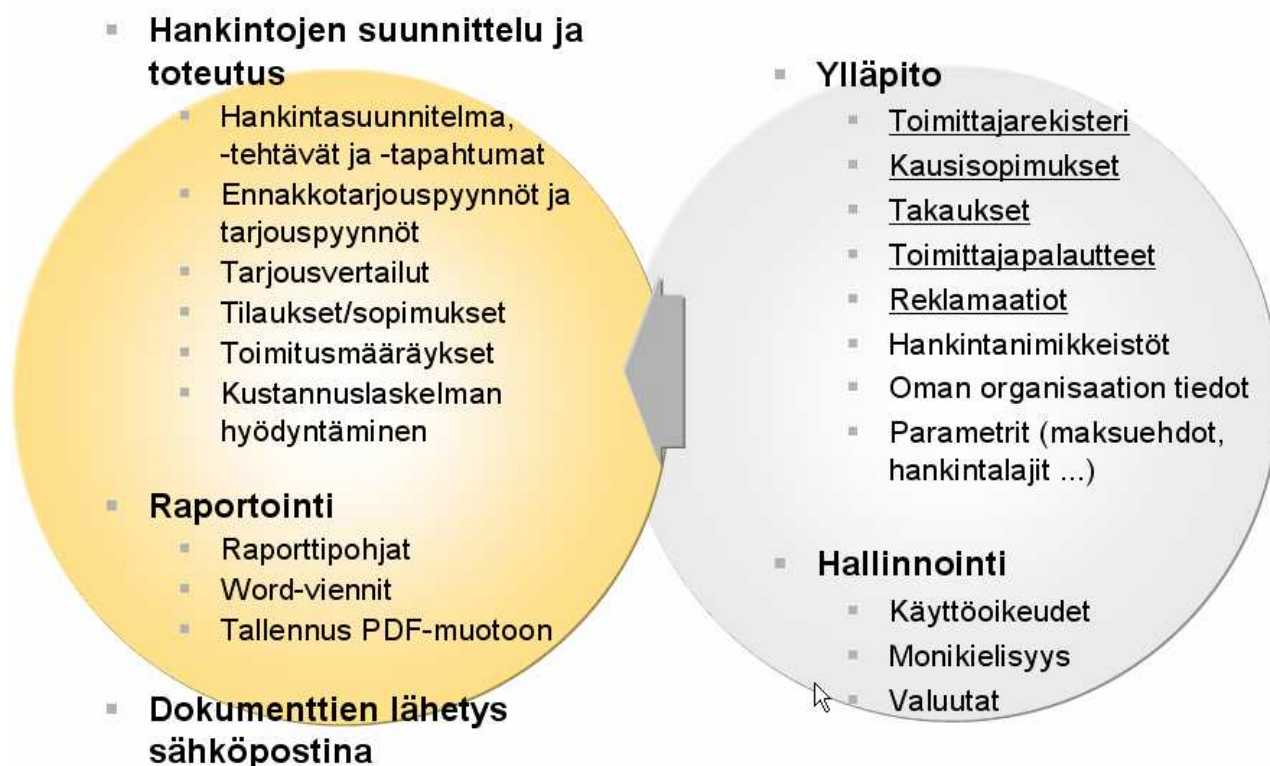 Hankintojen suunnittelu ja
toteutus
Hankintasuunnitelma,
-tehtävät ja -tapahtumat
Ennakkotarjouspyynnöt ja
tarjouspyynnöt
Tarjousvertailut
Tilaukset/sopimukset
Toimitusmääräykset
Kustannuslaskelman
hyödyntäminen
Raportointi
Raporttipohjat
Word-viennit
Tallennus PDF-muotoon
Dokumenttien lähetys
sähköpostina
Ylläpito
Toimittajarekisteri
Kausisopimukset
Takaukset
Toimittajapalautteet
Reklamaatiot
Hankintanimikkeistöt
Oman organisaation tiedot
Parametrit (maksuehdot,
hankintalajit ...)
Hallinnointi
Käyttöoikeudet
Monikielisyys
Valuutat